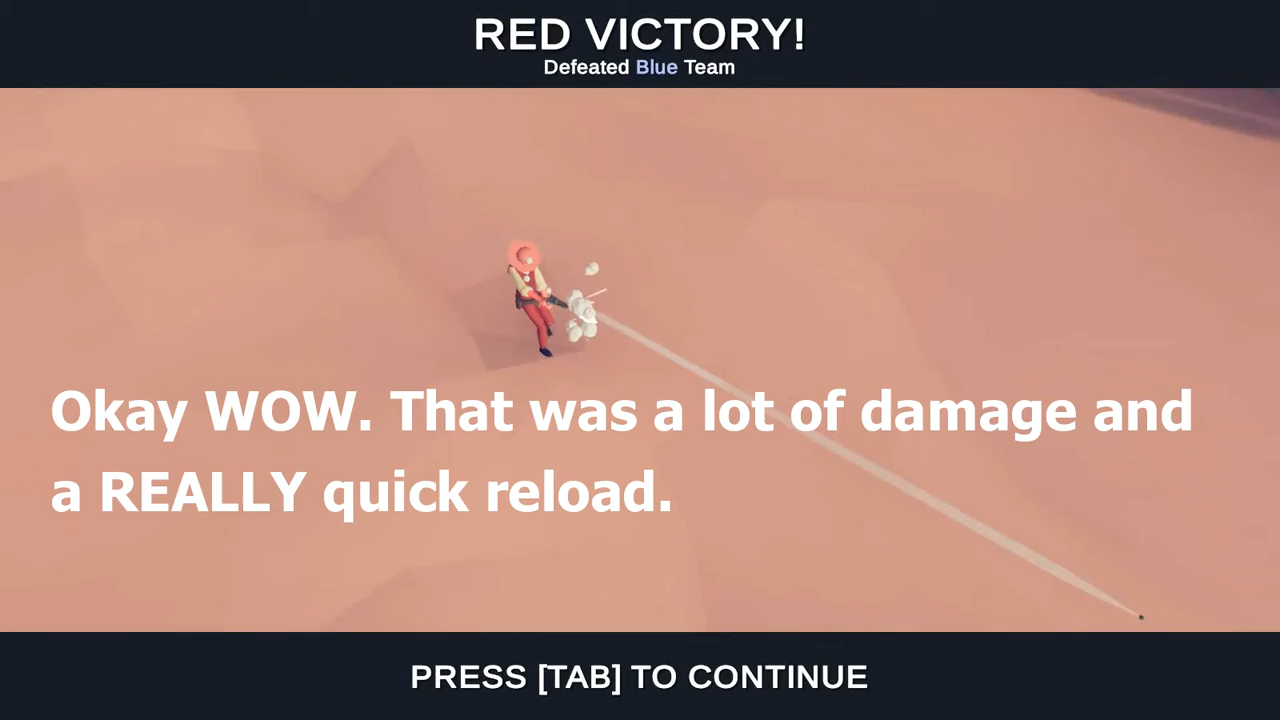 RED VICTORY!
Defeated Blue Team
Okay WOW. That was a lot of damage and
a REALLY quick reload.
PRESS [TAB] TO CONTINUE